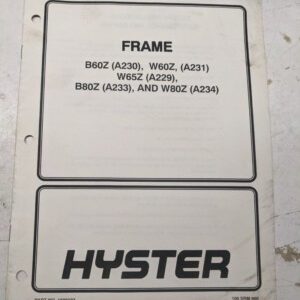 FRAME
B60Z (A230), W60Z, (A231)
W65Z (A229),
B80Z (A233), AND W80Z (A234)
HYSTER